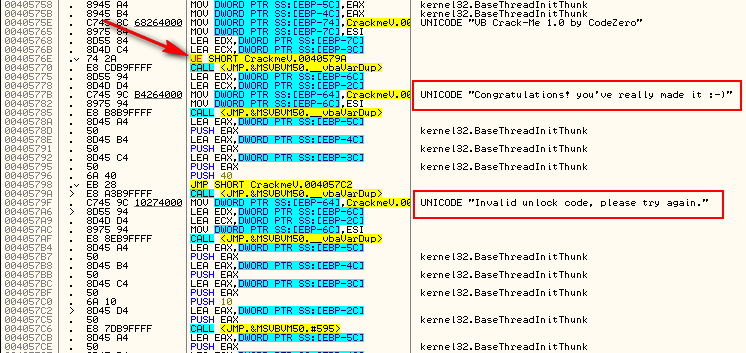 00405758 . 8945 A4 MOV DWORD PTR SS:[EBP-5C],EAX kernel32.BaseThreadInitThunk
0040575B . 8945 B4 MOV DWORD PTR SS:[EBP-4C],EAX kernel32.BaseThreadInitThunk
0040575E . C745 8C 68264000 MOV DWORD PTR SS:[EBP-74],CrackmeV.00 UNICODE "VB Crack-Me 1.0 by CodeZero"
00405765 . 8975 84 MOV DWORD PTR SS:[EBP-7C],ESI
00405768 . 8D55 84 LEA EDX,DWORD PTR SS:[EBP-7C]
0040576B . 8D4D C4 LEA ECX,DWORD PTR SS:[EBP-3C]
0040576E . 74 2A JE SHORT CrackmeV.0040579A
00405770 . E8 CDB9FFFF CALL <JMP.&MSVBVM50.__vbaVarDup>
00405775 . 8D55 94 LEA EDX,DWORD PTR SS:[EBP-6C]
00405778 . 8D4D D4 LEA ECX,DWORD PTR SS:[EBP-2C]
0040577B . C745 9C B4264000 MOV DWORD PTR SS:[EBP-64],CrackmeV.00 UNICODE "Congratulations! you've really made it :-)"
00405782 . 8975 94 MOV DWORD PTR SS:[EBP-6C],ESI
00405785 . E8 B8B9FFFF CALL <JMP.&MSVBVM50.__vbaVarDup>
0040578A . 8D45 A4 LEA EAX,DWORD PTR SS:[EBP-5C]
0040578D . 50 PUSH EAX kernel32.BaseThreadInitThunk
0040578E . 8D45 B4 LEA EAX,DWORD PTR SS:[EBP-4C]
00405791 . 50 PUSH EAX kernel32.BaseThreadInitThunk
00405792 . 8D45 C4 LEA EAX,DWORD PTR SS:[EBP-3C]
00405795 . 50 PUSH EAX kernel32.BaseThreadInitThunk
00405796 . 6A 40 PUSH 40
00405798 . EB 28 JMP SHORT CrackmeV.004057C2
0040579A > E8 A3B9FFFF CALL <JMP.&MSVBVM50.__vbaVarDup>
0040579F . C745 9C 10274000 MOV DWORD PTR SS:[EBP-64],CrackmeV.00 UNICODE "Invalid unlock code, please try again."
004057A6 > 8D55 94 LEA EDX,DWORD PTR SS:[EBP-6C]
004057A9 . 8D4D D4 LEA ECX,DWORD PTR SS:[EBP-2C]
004057AC . 8975 94 MOV DWORD PTR SS:[EBP-6C],ESI
004057AF . E8 8EB9FFFF CALL <JMP.&MSVBVM50.__vbaVarDup>
004057B4 . 8D45 A4 LEA EAX,DWORD PTR SS:[EBP-5C]
004057B7 . 50 PUSH EAX kernel32.BaseThreadInitThunk
004057B8 . 8D45 B4 LEA EAX,DWORD PTR SS:[EBP-4C]
004057BB . 50 PUSH EAX kernel32.BaseThreadInitThunk
004057BC . 8D45 C4 LEA EAX,DWORD PTR SS:[EBP-3C]
004057BF . 50 PUSH EAX kernel32.BaseThreadInitThunk
004057C0 . 6A 10 PUSH 10
004057C2 > 8D45 D4 LEA EAX,DWORD PTR SS:[EBP-2C]
004057C5 . 50 PUSH EAX kernel32.BaseThreadInitThunk
004057C6 . E8 7DB9FFFF CALL <JMP.&MSVBVM50.#595>
004057CB . 8D45 A4 LEA EAX,DWORD PTR SS:[EBP-5C]
004057CE . 50 PUSH EAX kernel32.BaseThreadInitThunk